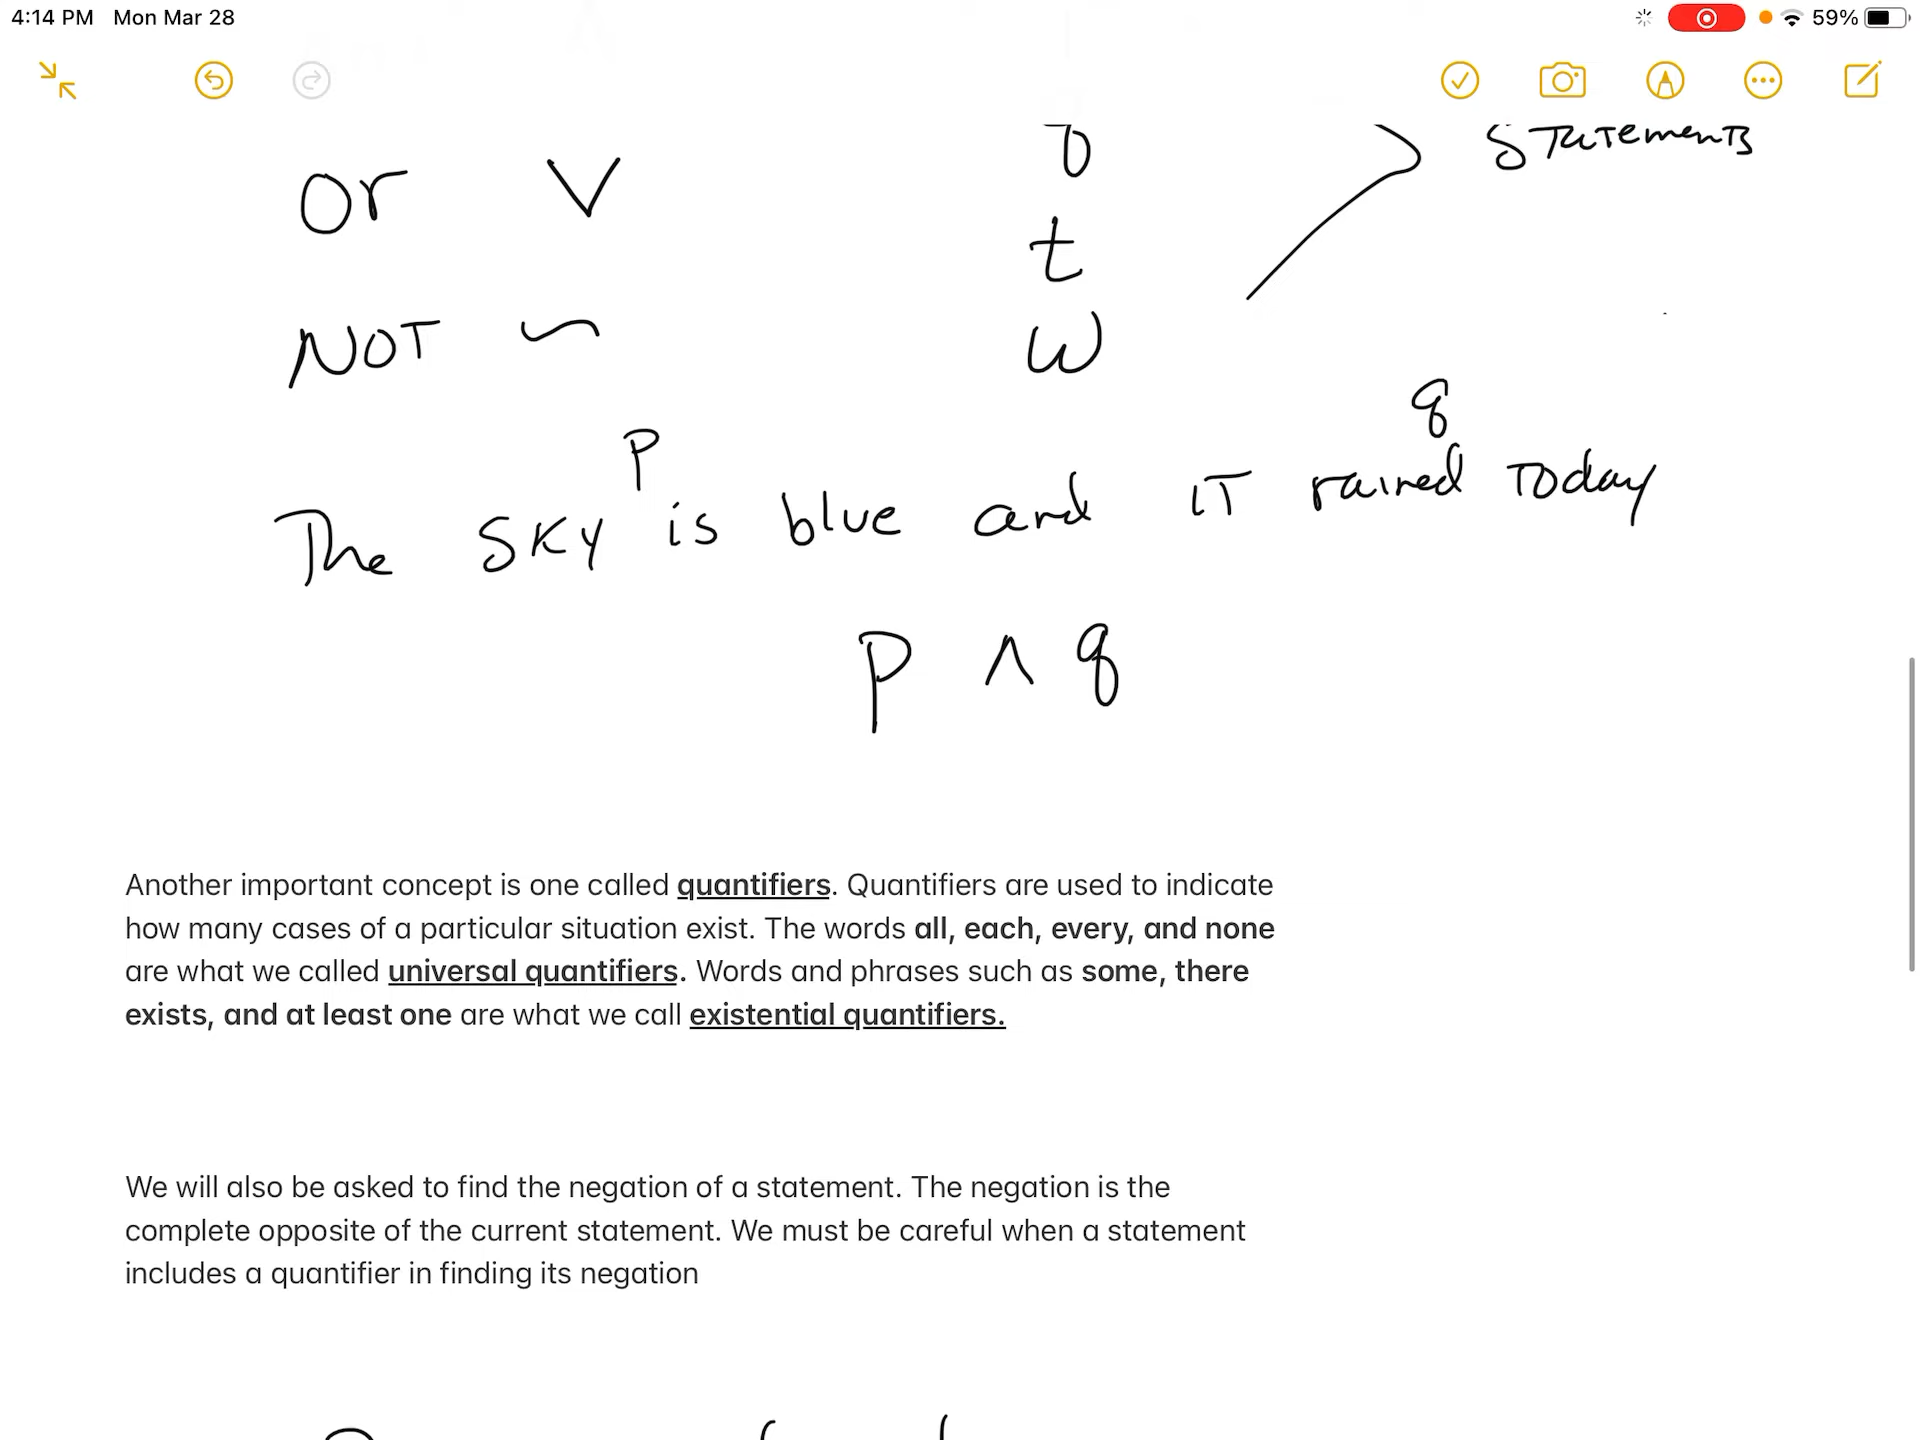 4:14 PM Mon Mar 28 59%
Statements
or ∨
t
NOT ~
w
p q
The sky is blue and it rained today
p ∧ q
Another important concept is one called quantifiers. Quantifiers are used to indicate
how many cases of a particular situation exist. The words all, each, every, and none
are what we called universal quantifiers. Words and phrases such as some, there
exists, and at least one are what we call existential quantifiers.
We will also be asked to find the negation of a statement. The negation is the
complete opposite of the current statement. We must be careful when a statement
includes a quantifier in finding its negation